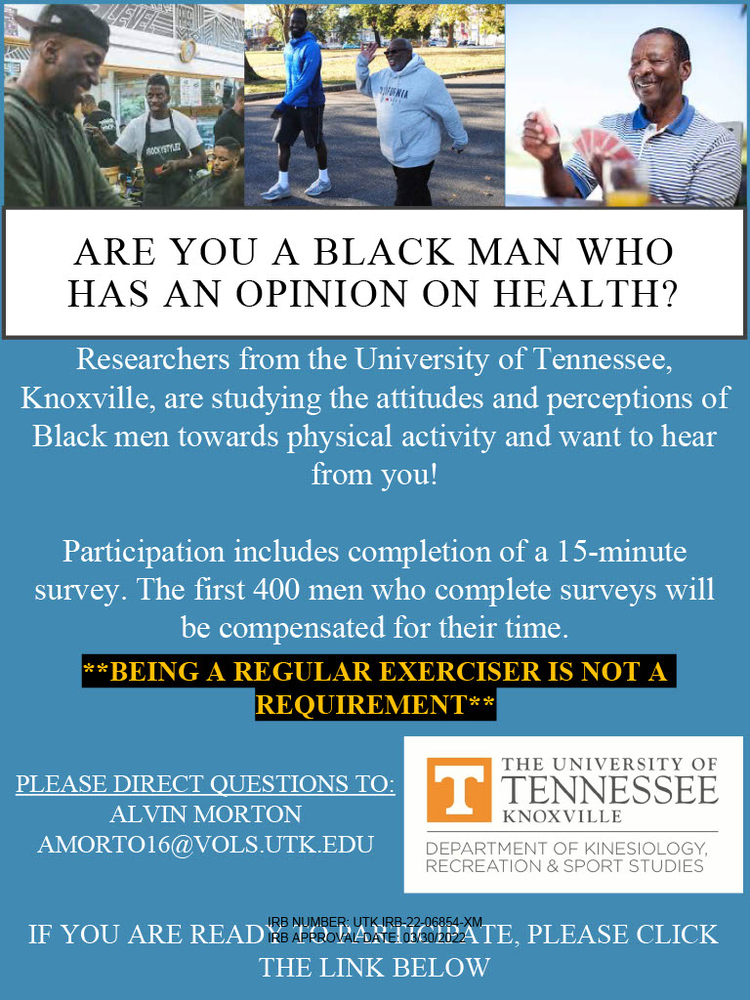 #ROCKYSTYLEZ
CALIFORNIA
ARE YOU A BLACK MAN WHO
HAS AN OPINION ON HEALTH?
Researchers from the University of Tennessee,
Knoxville, are studying the attitudes and perceptions of
Black men towards physical activity and want to hear
from you!
Participation includes completion of a 15-minute
survey. The first 400 men who complete surveys will
be compensated for their time.
**BEING A REGULAR EXERCISER IS NOT A
REQUIREMENT**
PLEASE DIRECT QUESTIONS TO:
ALVIN MORTON
AMORTO16@VOLS.UTK.EDU
T
THE UNIVERSITY OF
TENNESSEE
KNOXVILLE
DEPARTMENT OF KINESIOLOGY,
RECREATION & SPORT STUDIES
IRB NUMBER: UTK IRB-22-06854-XM
IRB APPROVAL DATE: 03/30/2022
IF YOU ARE READY TO PARTICIPATE, PLEASE CLICK
THE LINK BELOW